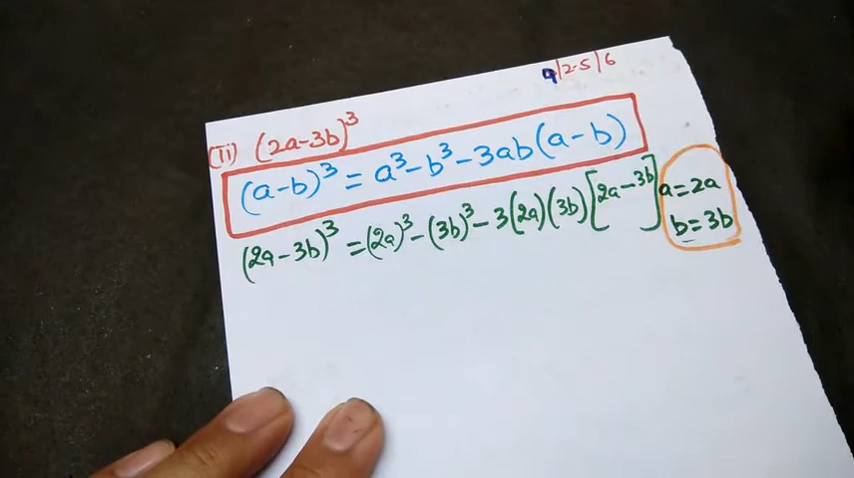 9|2.5|6
(ii) (2a-3b)³
(a-b)³ = a³-b³-3ab(a-b)
(2a-3b)³ = (2a)³-(3b)³-3(2a)(3b)[2a-3b]
a=2a
b=3b